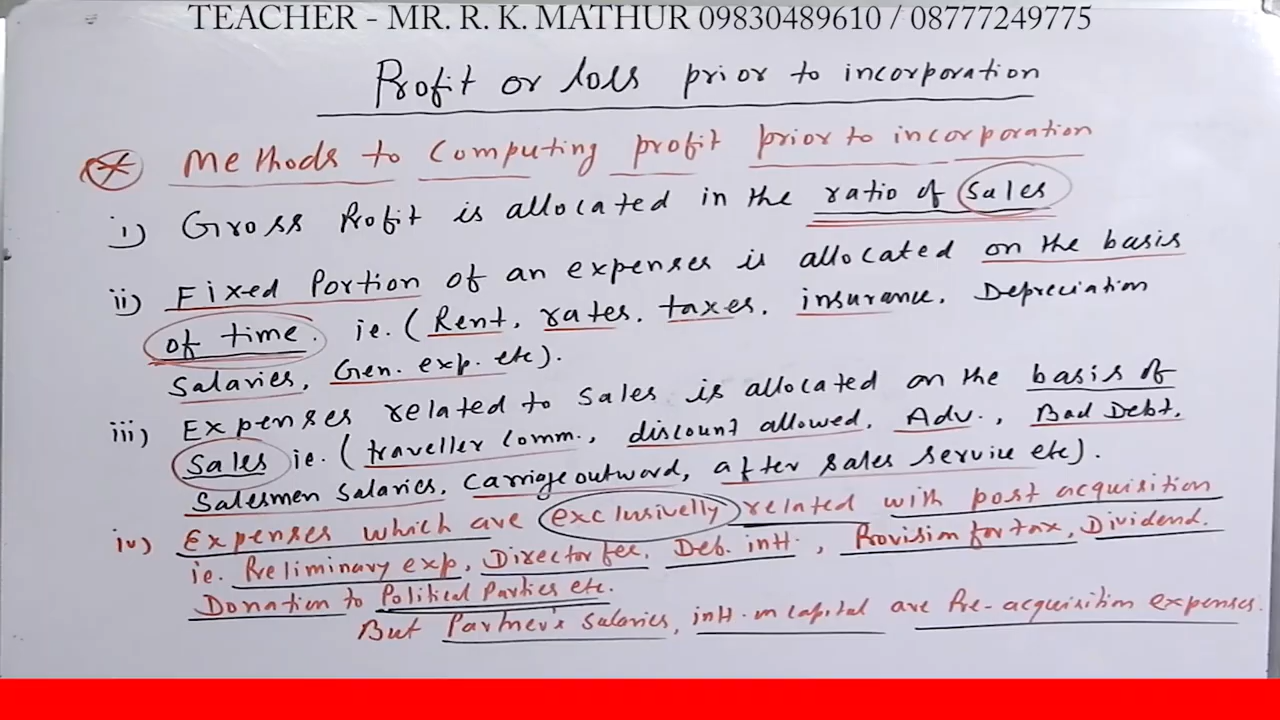 TEACHER - MR. R. K. MATHUR 09830489610 / 08777249775
Profit or loss prior to incorporation
Methods to Computing profit prior to incorporation
i) Gross Profit is allocated in the ratio of Sales
ii) Fixed Portion of an expenses is allocated on the basis
of time. ie. (Rent, rates, taxes, insurance, Depreciation
Salaries, Gen. exp. etc).
iii) Expenses related to Sales is allocated on the basis of
Sales ie. (traveller Comm., discount allowed, Adv., Bad Debt,
Salesmen Salaries, Carriage outward, after sales service etc).
iv) Expenses which are exclusivelly related with post acquisition
ie. Preliminary exp, Director fee, Deb. intt., Provision for tax, Dividend.
Donation to Political Parties etc.
But Partner's Salaries, intt. on capital are Pre-acquisition expenses.